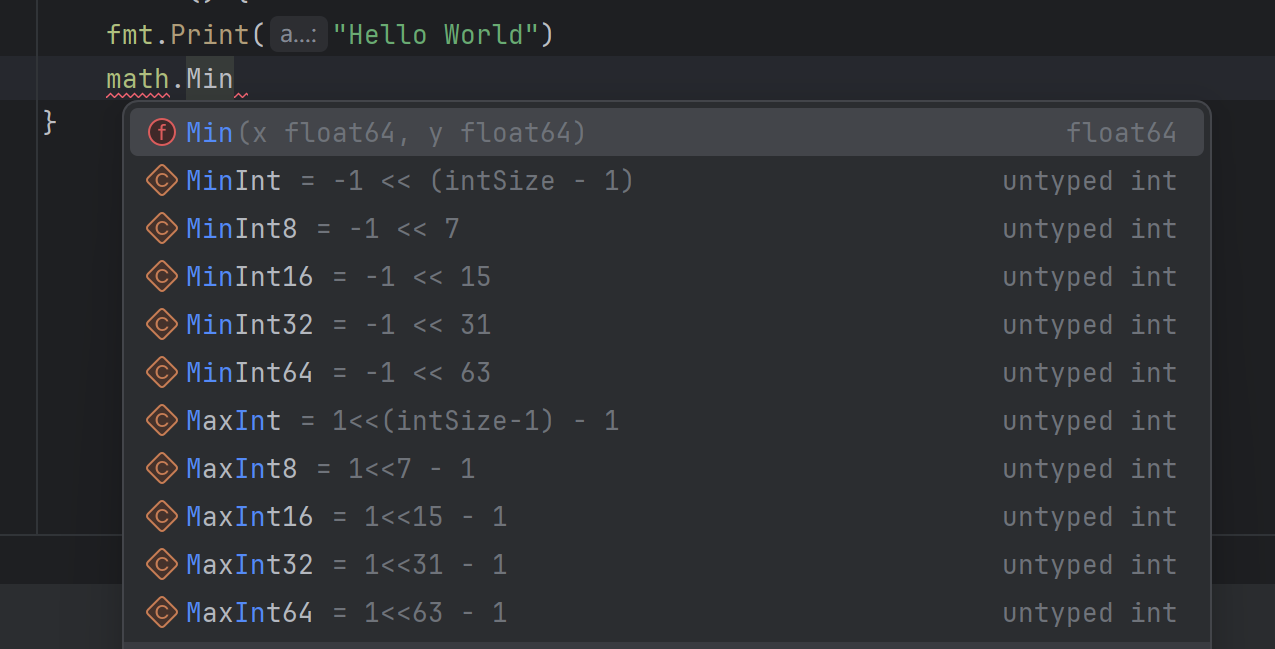 () {
fmt.Print( a...: "Hello World")
math.Min
}
f Min(x float64, y float64) float64
C MinInt = -1 << (intSize - 1) untyped int
C MinInt8 = -1 << 7 untyped int
C MinInt16 = -1 << 15 untyped int
C MinInt32 = -1 << 31 untyped int
C MinInt64 = -1 << 63 untyped int
C MaxInt = 1<<(intSize-1) - 1 untyped int
C MaxInt8 = 1<<7 - 1 untyped int
C MaxInt16 = 1<<15 - 1 untyped int
C MaxInt32 = 1<<31 - 1 untyped int
C MaxInt64 = 1<<63 - 1 untyped int